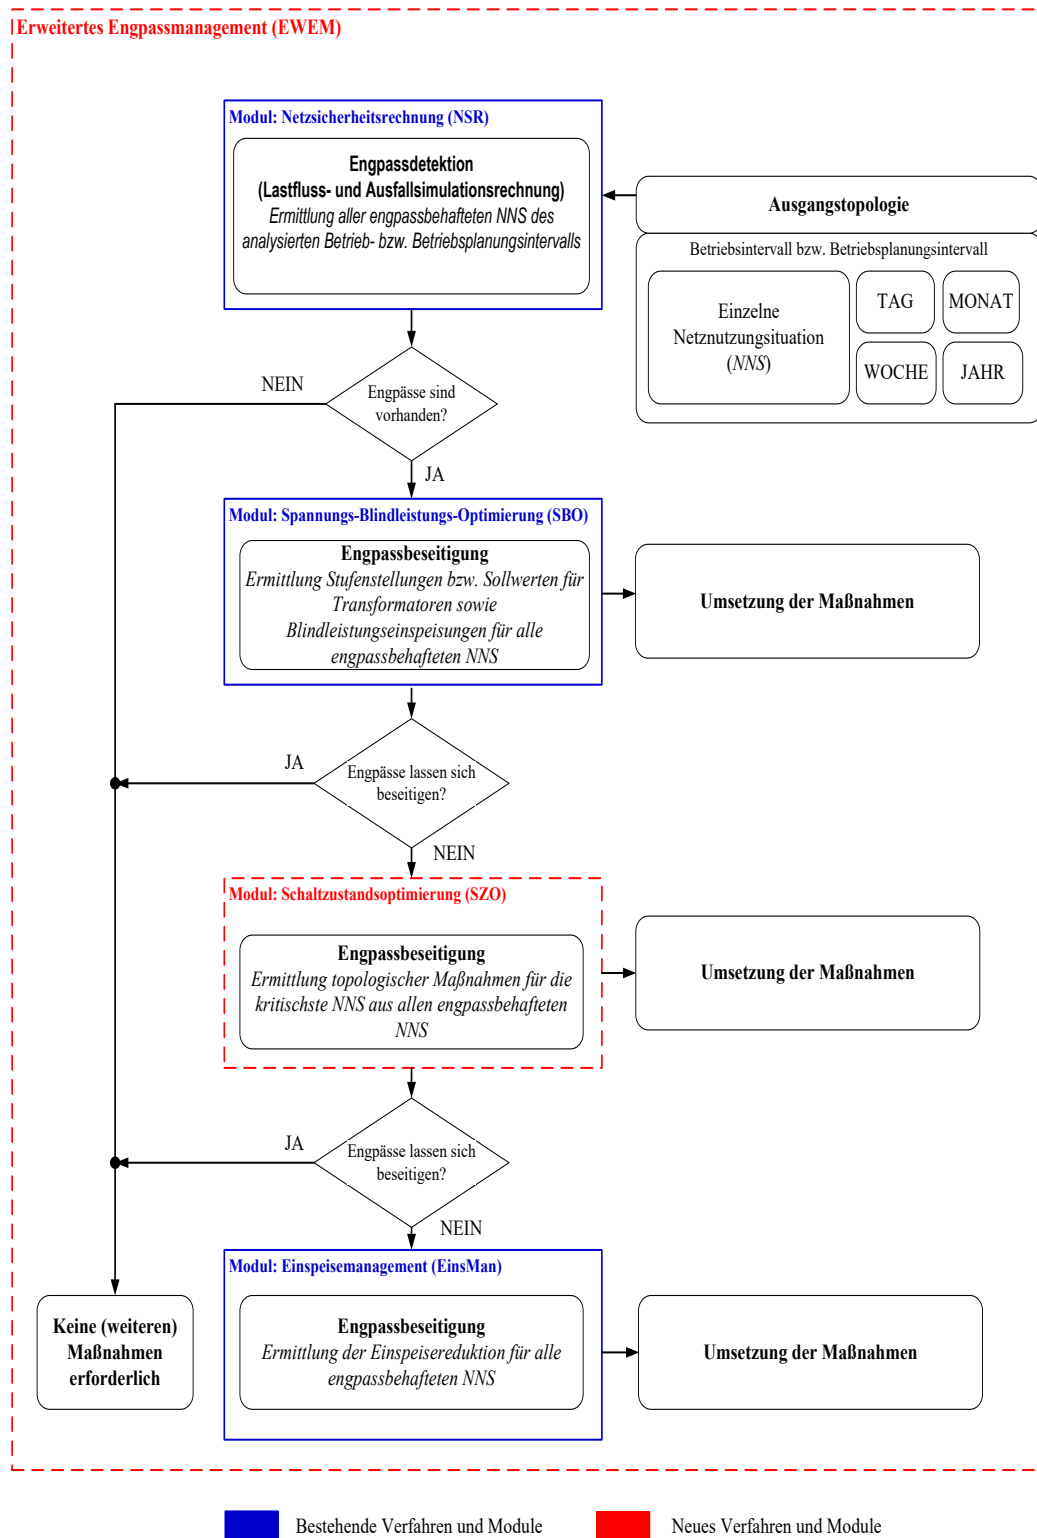 Erweitertes Engpassmanagement (EWEM)
Modul: Netzsicherheitsrechnung (NSR)
Engpassdetektion
(Lastfluss- und Ausfallsimulationsrechnung)
Ermittlung aller engpassbehafteten NNS des
analysierten Betrieb- bzw. Betriebsplanungsintervalls
Ausgangstopologie
Betriebsintervall bzw. Betriebsplanungsintervall
Einzelne
Netznutzungsituation
(NNS)
TAG
MONAT
WOCHE
JAHR
NEIN
Engpässe sind
vorhanden?
JA
Modul: Spannungs-Blindleistungs-Optimierung (SBO)
Engpassbeseitigung
Ermittlung Stufenstellungen bzw. Sollwerten für
Transformatoren sowie
Blindleistungseinspeisungen für alle
engpassbehafteten NNS
Umsetzung der Maßnahmen
JA
Engpässe lassen sich
beseitigen?
NEIN
Modul: Schaltzustandsoptimierung (SZO)
Engpassbeseitigung
Ermittlung topologischer Maßnahmen für die
kritischste NNS aus allen engpassbehafteten
NNS
Umsetzung der Maßnahmen
JA
Engpässe lassen sich
beseitigen?
NEIN
Modul: Einspeisemanagement (EinsMan)
Engpassbeseitigung
Ermittlung der Einspeisereduktion für alle
engpassbehafteten NNS
Umsetzung der Maßnahmen
Keine (weiteren)
Maßnahmen
erforderlich
Bestehende Verfahren und Module
Neues Verfahren und Module